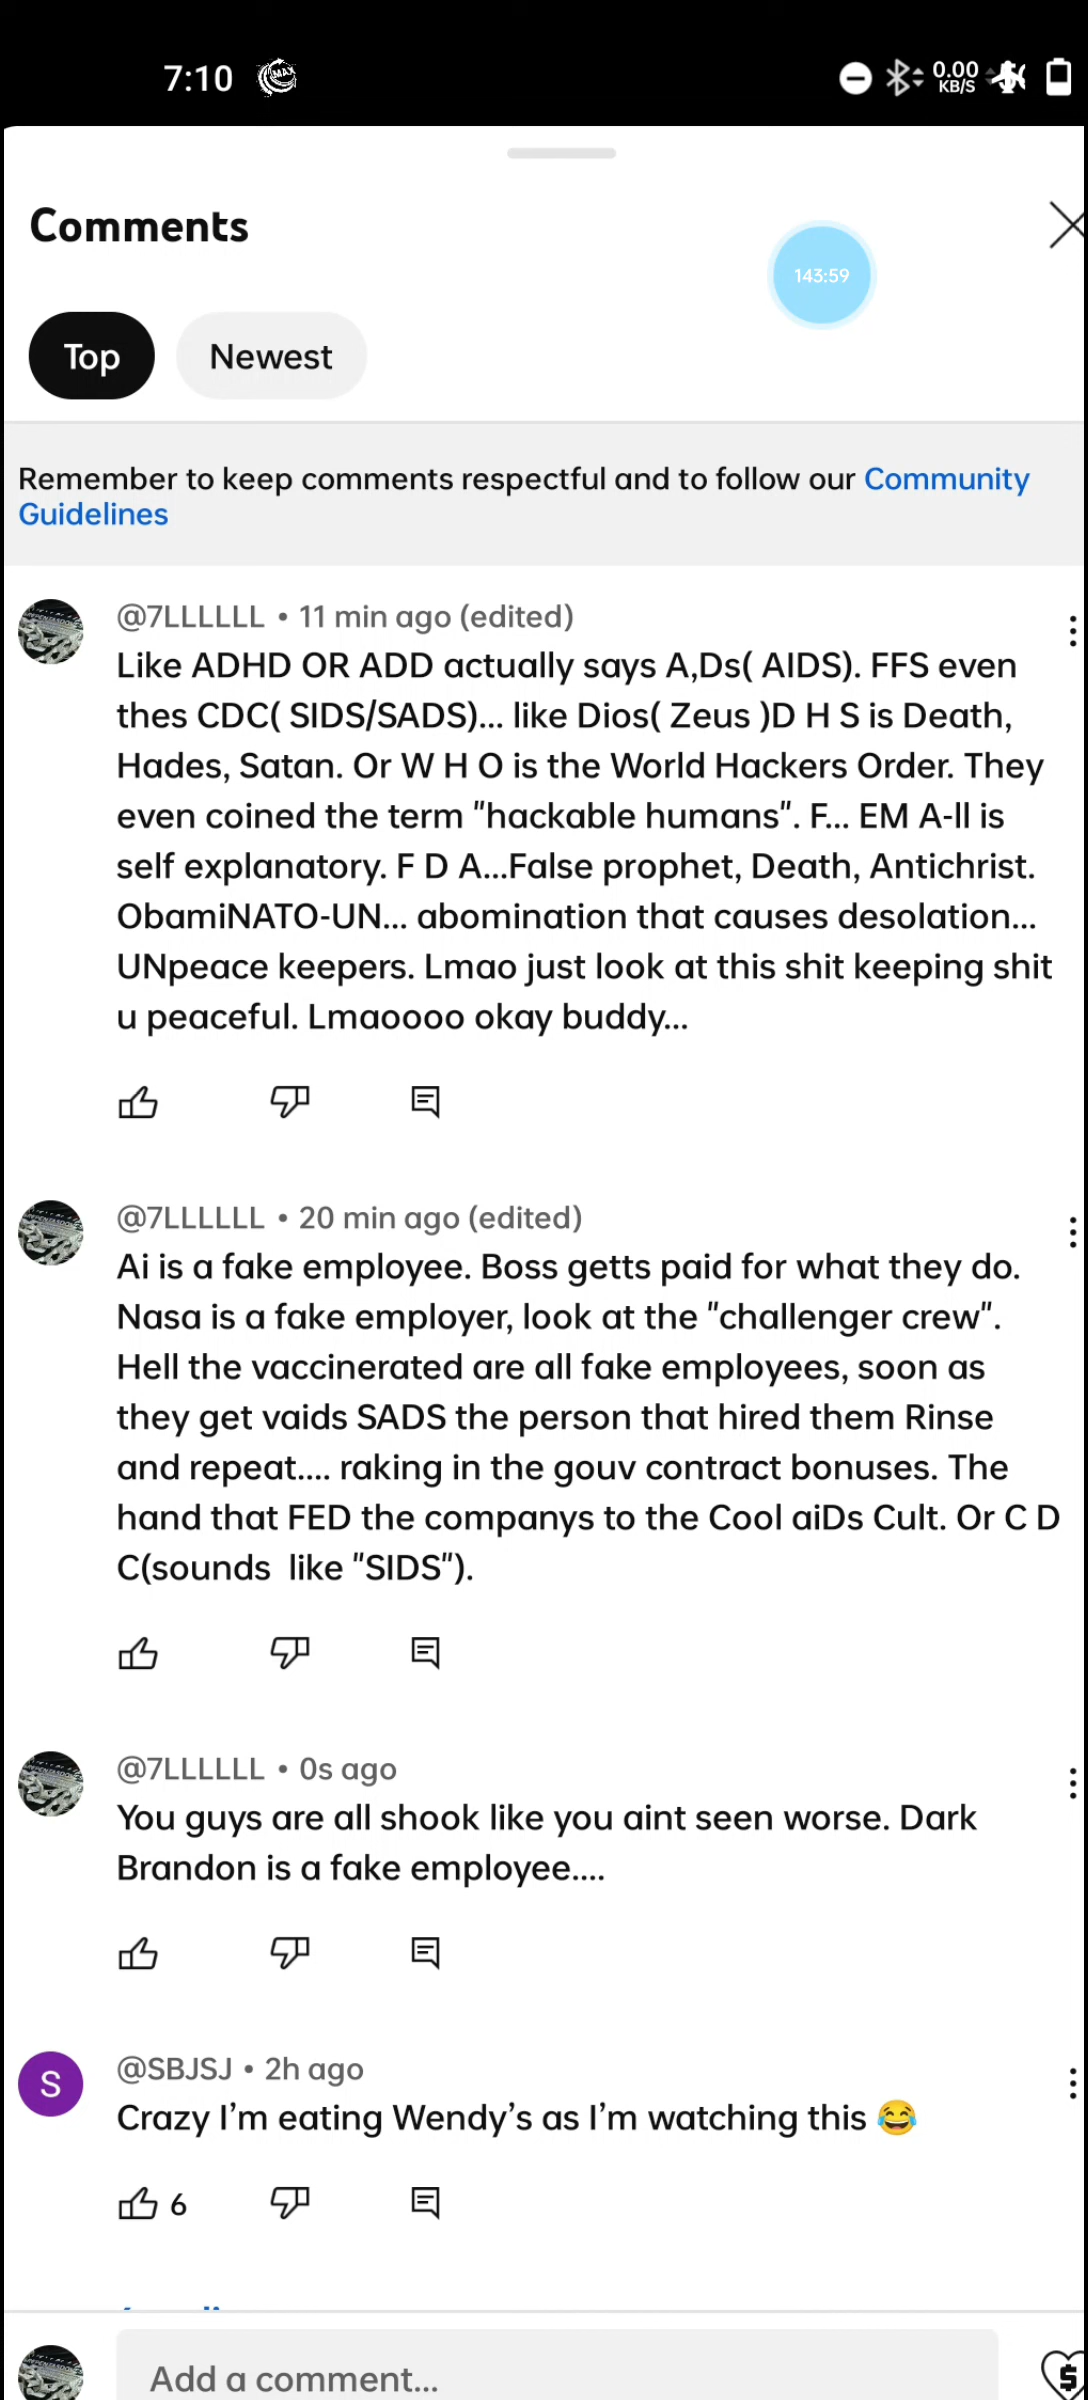 7:10
MAX
0.00
KB/S
Comments
143:59
Top
Newest
Remember to keep comments respectful and to follow our Community
Guidelines
@7LLLLLL • 11 min ago (edited)
Like ADHD OR ADD actually says A,Ds( AIDS). FFS even
thes CDC( SIDS/SADS)... like Dios( Zeus )D H S is Death,
Hades, Satan. Or W H O is the World Hackers Order. They
even coined the term "hackable humans". F... EM A-ll is
self explanatory. F D A...False prophet, Death, Antichrist.
ObamiNATO-UN... abomination that causes desolation...
UNpeace keepers. Lmao just look at this shit keeping shit
u peaceful. Lmaoooo okay buddy...
@7LLLLLL • 20 min ago (edited)
Ai is a fake employee. Boss getts paid for what they do.
Nasa is a fake employer, look at the "challenger crew".
Hell the vaccinerated are all fake employees, soon as
they get vaids SADS the person that hired them Rinse
and repeat.... raking in the gouv contract bonuses. The
hand that FED the companys to the Cool aiDs Cult. Or C D
C(sounds  like "SIDS").
@7LLLLLL • 0s ago
You guys are all shook like you aint seen worse. Dark
Brandon is a fake employee....
S
@SBJSJ • 2h ago
Crazy I’m eating Wendy’s as I’m watching this 😂
6
Add a comment...